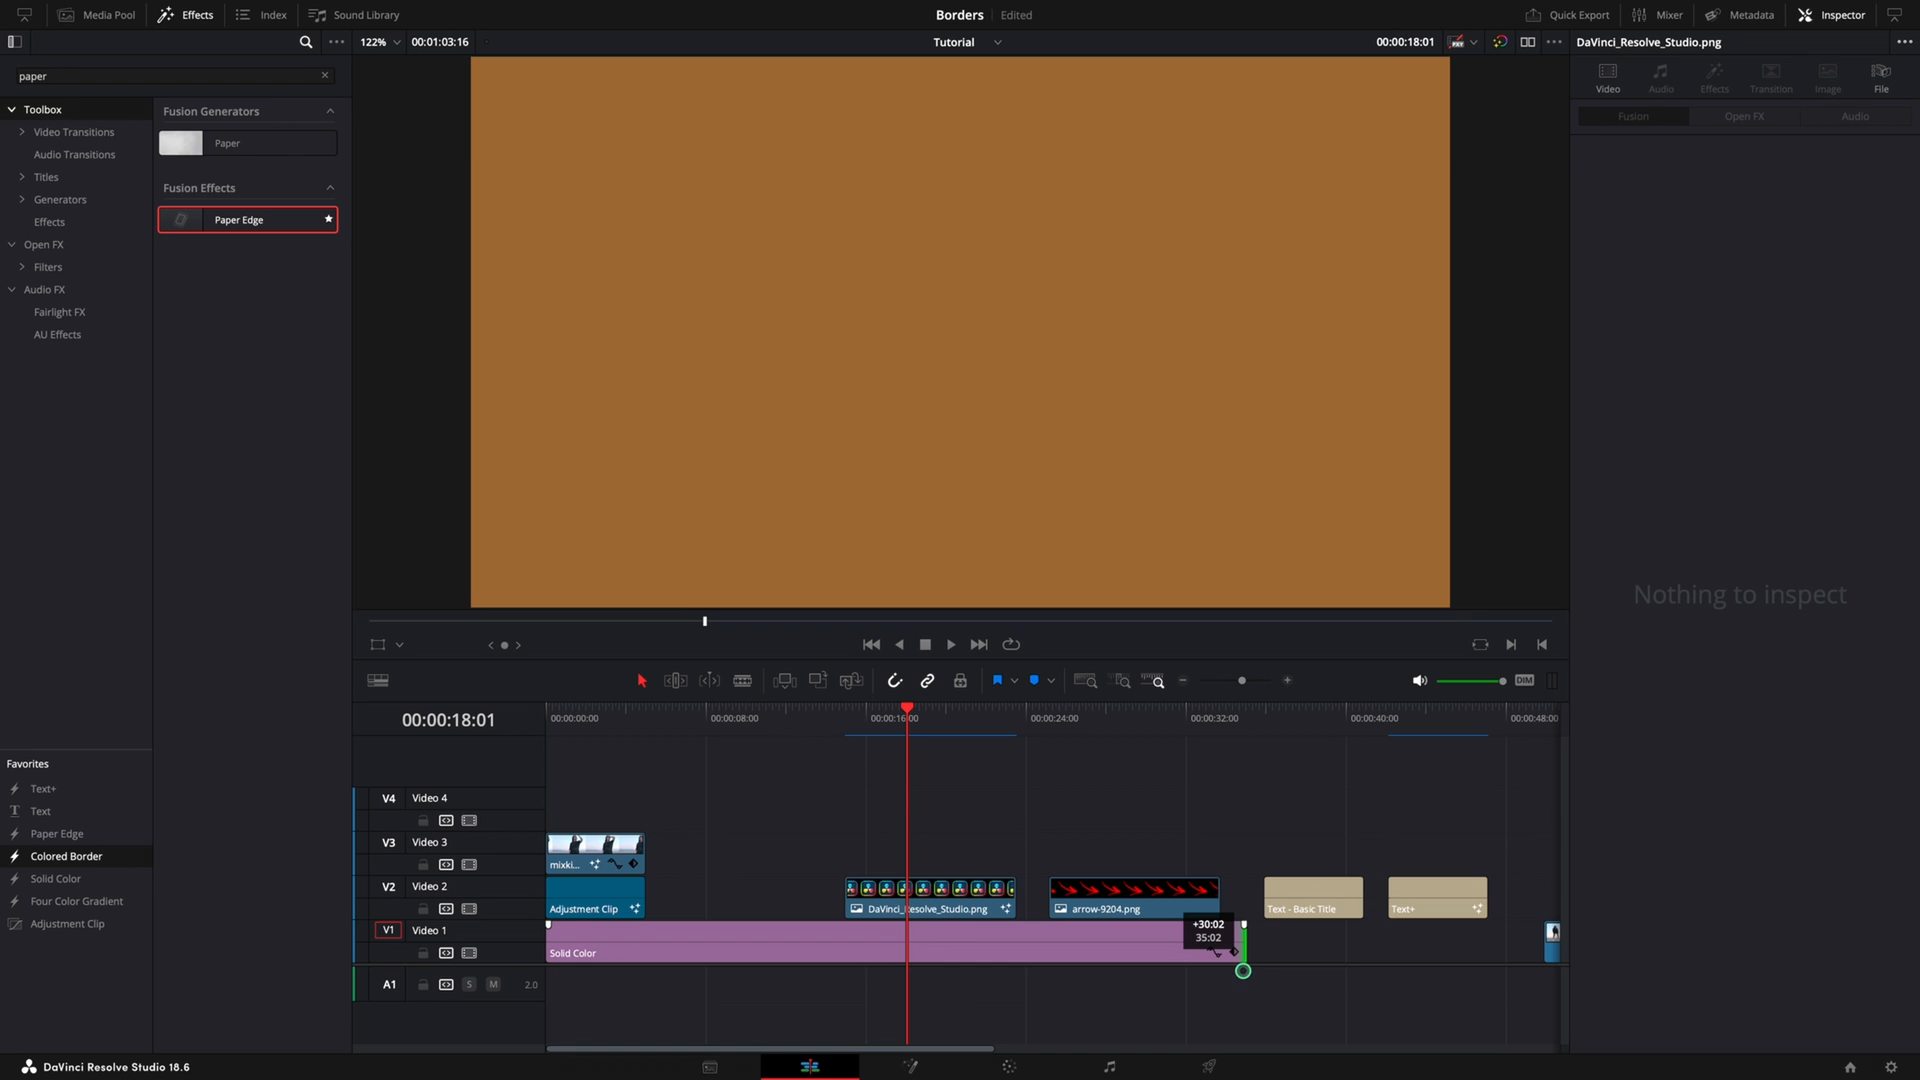 Media Pool
Effects
Index
Sound Library
Borders
Edited
Quick Export
Mixer
Metadata
Inspector
122%
00:01:03:16
Tutorial
00:00:18:01
DaVinci_Resolve_Studio.png
paper
Video
Audio
Effects
Transition
Image
File
Fusion
Open FX
Audio
Toolbox
Video Transitions
Audio Transitions
Titles
Generators
Effects
Open FX
Filters
Audio FX
Fairlight FX
AU Effects
Fusion Generators
Paper
Fusion Effects
Paper Edge
Nothing to inspect
DIM
00:00:18:01
00:00:00:00
00:00:08:00
00:00:16:00
00:00:24:00
00:00:32:00
00:00:40:00
00:00:48:00
Favorites
Text+
Text
Paper Edge
Colored Border
Solid Color
Four Color Gradient
Adjustment Clip
V4 Video 4
V3 Video 3
mixki...
V2 Video 2
Adjustment Clip
DaVinci_Resolve_Studio.png
arrow-9204.png
Text - Basic Title
Text+
V1 Video 1
+30:02
35:02
Solid Color
A1
S
M
2.0
DaVinci Resolve Studio 18.6